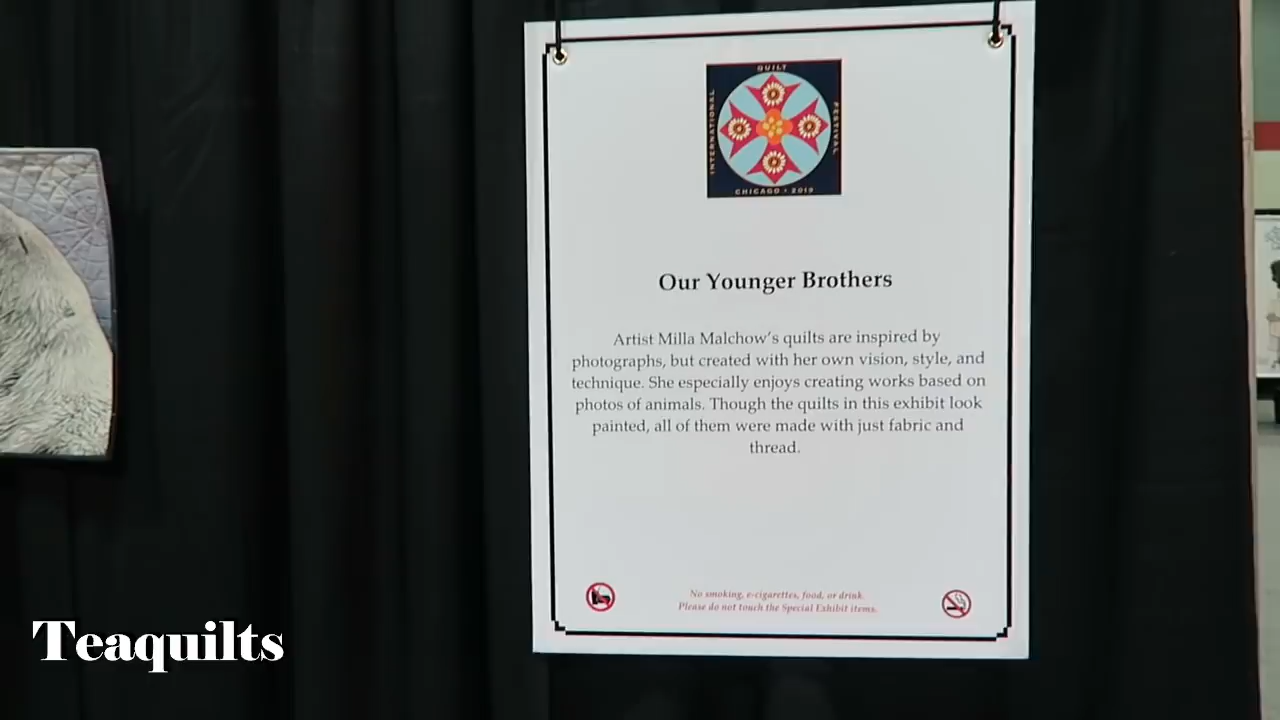 QUILT
INTERNATIONAL
FESTIVAL
CHICAGO • 2019
Our Younger Brothers
Artist Milla Malchow's quilts are inspired by
photographs, but created with her own vision, style, and
technique. She especially enjoys creating works based on
photos of animals. Though the quilts in this exhibit look
painted, all of them were made with just fabric and
thread.
No smoking, e-cigarettes, food, or drink.
Please do not touch the Special Exhibit items.
Teaquilts